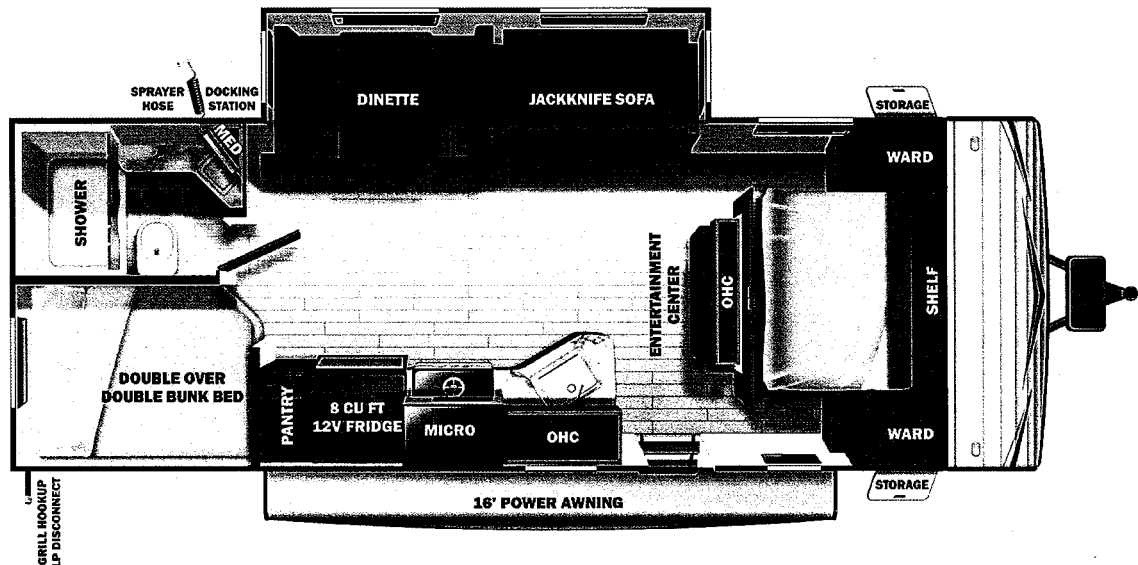 SPRAYER
HOSE
DOCKING
STATION
DINETTE
JACKKNIFE SOFA
STORAGE
MED
WARD
SHOWER
ENTERTAINMENT
CENTER
OHC
SHELF
DOUBLE OVER
DOUBLE BUNK BED
PANTRY
8 CU FT
12V FRIDGE
MICRO
OHC
WARD
STORAGE
16' POWER AWNING
GRILL HOOKUP
LP DISCONNECT